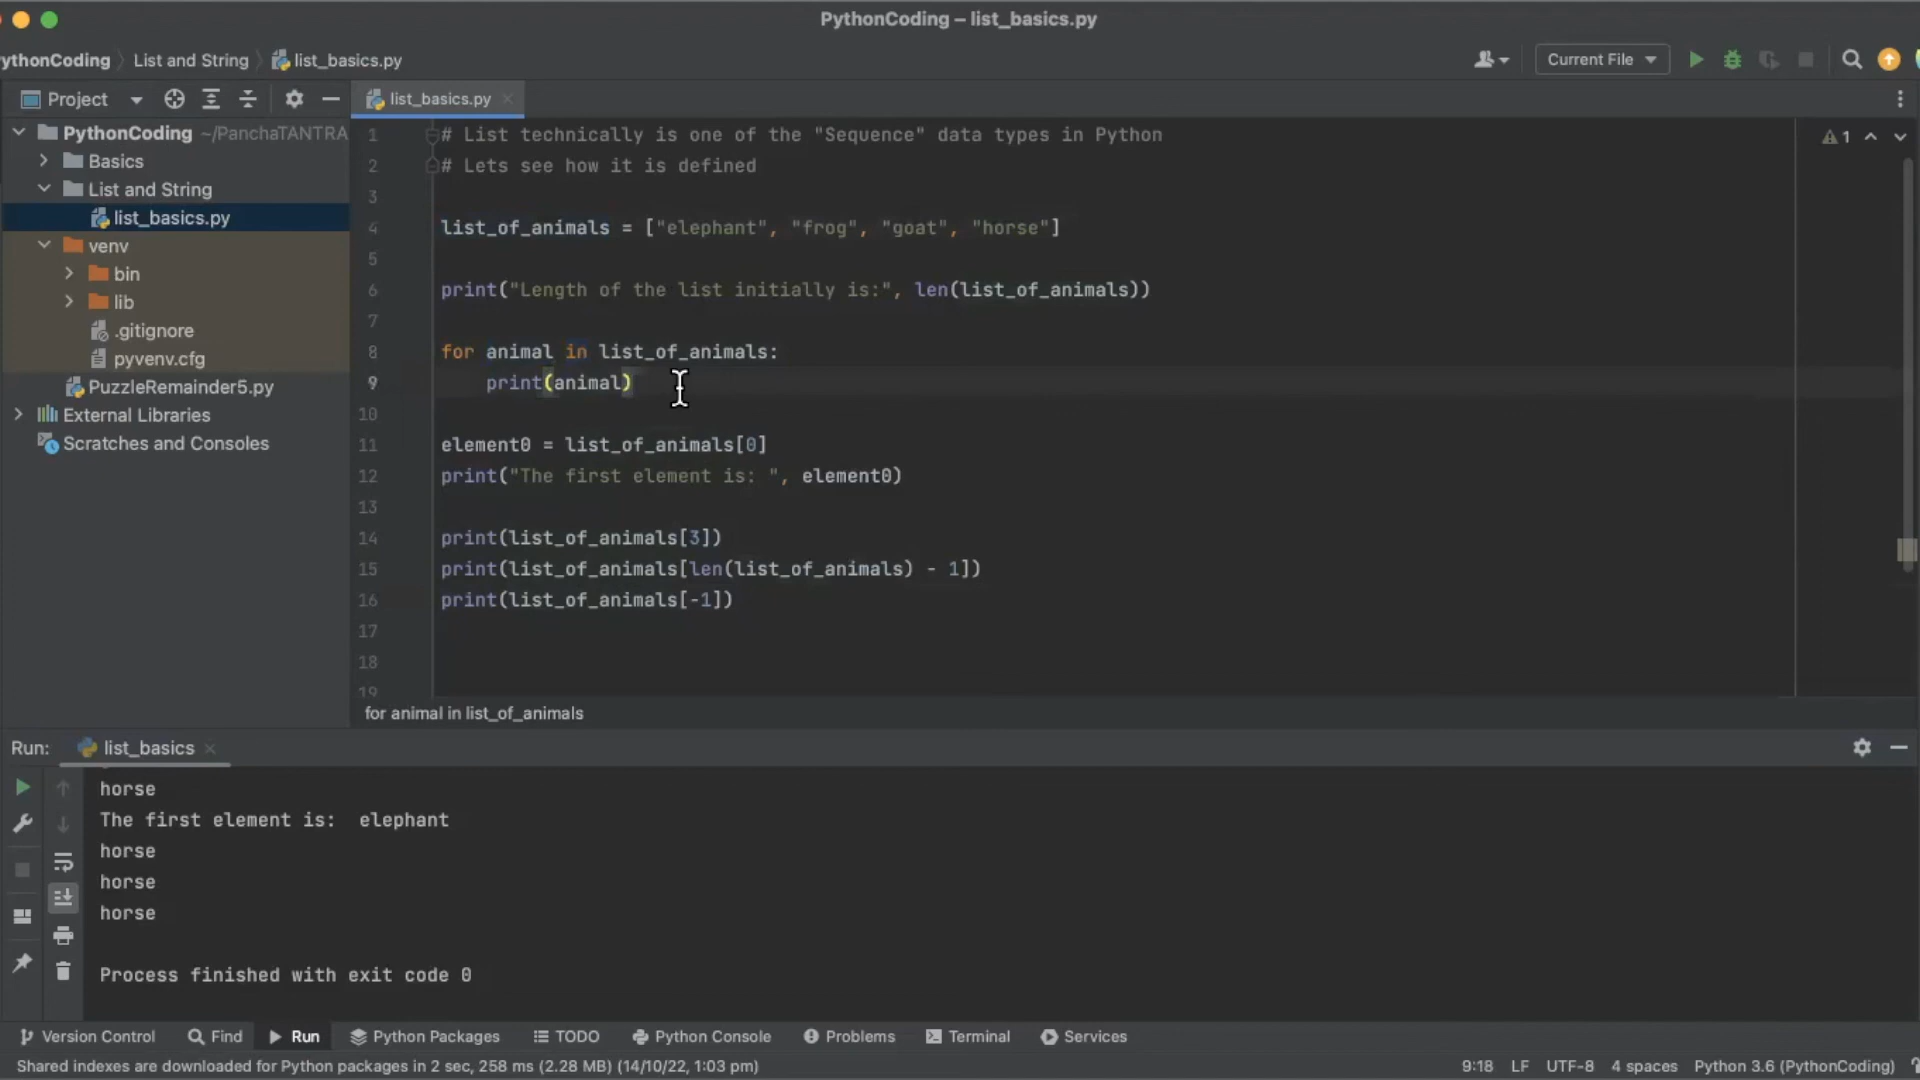 PythonCoding – list_basics.py
ythonCoding List and String list_basics.py
Current File
Project
list_basics.py
PythonCoding ~/PanchaTANTRA
Basics
List and String
list_basics.py
venv
bin
lib
.gitignore
pyvenv.cfg
PuzzleRemainder5.py
External Libraries
Scratches and Consoles
1 # List technically is one of the "Sequence" data types in Python
2 # Lets see how it is defined
3
4 list_of_animals = ["elephant", "frog", "goat", "horse"]
5
6 print("Length of the list initially is:", len(list_of_animals))
7
8 for animal in list_of_animals:
9 print(animal)
10
11 element0 = list_of_animals[0]
12 print("The first element is: ", element0)
13
14 print(list_of_animals[3])
15 print(list_of_animals[len(list_of_animals) - 1])
16 print(list_of_animals[-1])
17
18
19
1
for animal in list_of_animals
Run: list_basics
horse
The first element is:  elephant
horse
horse
horse
Process finished with exit code 0
Version Control Find Run Python Packages TODO Python Console Problems Terminal Services
Shared indexes are downloaded for Python packages in 2 sec, 258 ms (2.28 MB) (14/10/22, 1:03 pm) 9:18 LF UTF-8 4 spaces Python 3.6 (PythonCoding)